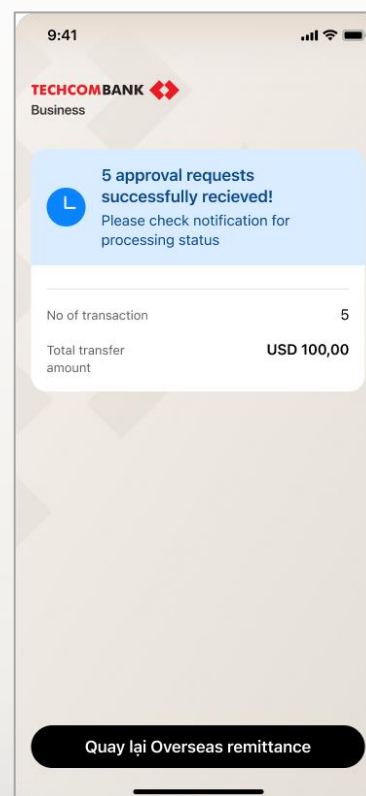 9:41
TECHCOMBANK
Business
5 approval requests
successfully recieved!
Please check notification for
processing status
No of transaction 5
Total transfer USD 100,00
amount
Quay lại Overseas remittance